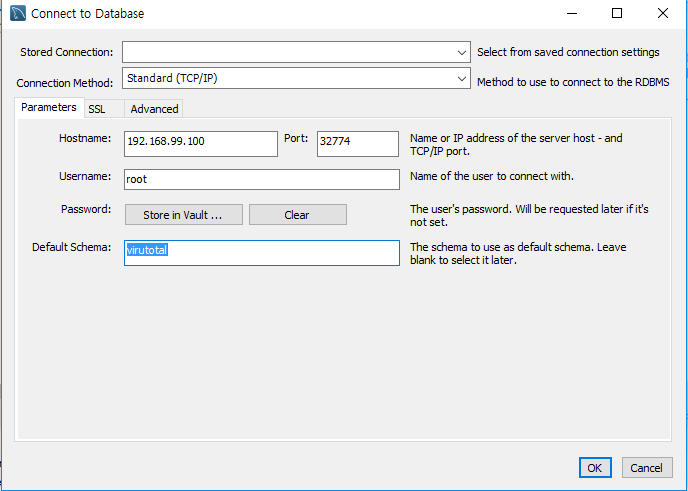 Connect to Database
Stored Connection:
Select from saved connection settings
Connection Method: Standard (TCP/IP)
Method to use to connect to the RDBMS
Parameters SSL Advanced
Hostname: 192.168.99.100 Port: 32774
Name or IP address of the server host - and
TCP/IP port.
Username: root
Name of the user to connect with.
Password: Store in Vault ... Clear
The user's password. Will be requested later if it's
not set.
Default Schema: virutotal
The schema to use as default schema. Leave
blank to select it later.
OK Cancel